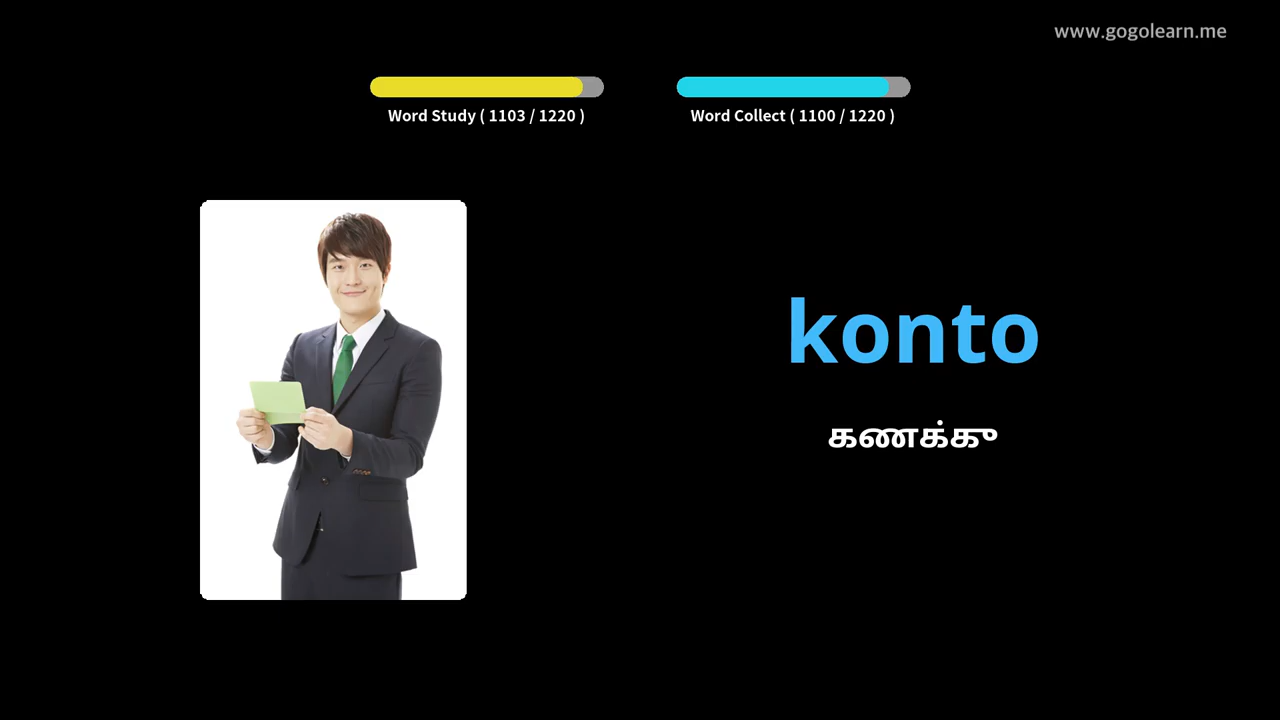 www.gogolearn.me
Word Study ( 1103 / 1220 )
Word Collect ( 1100 / 1220 )
konto
கணக்கு